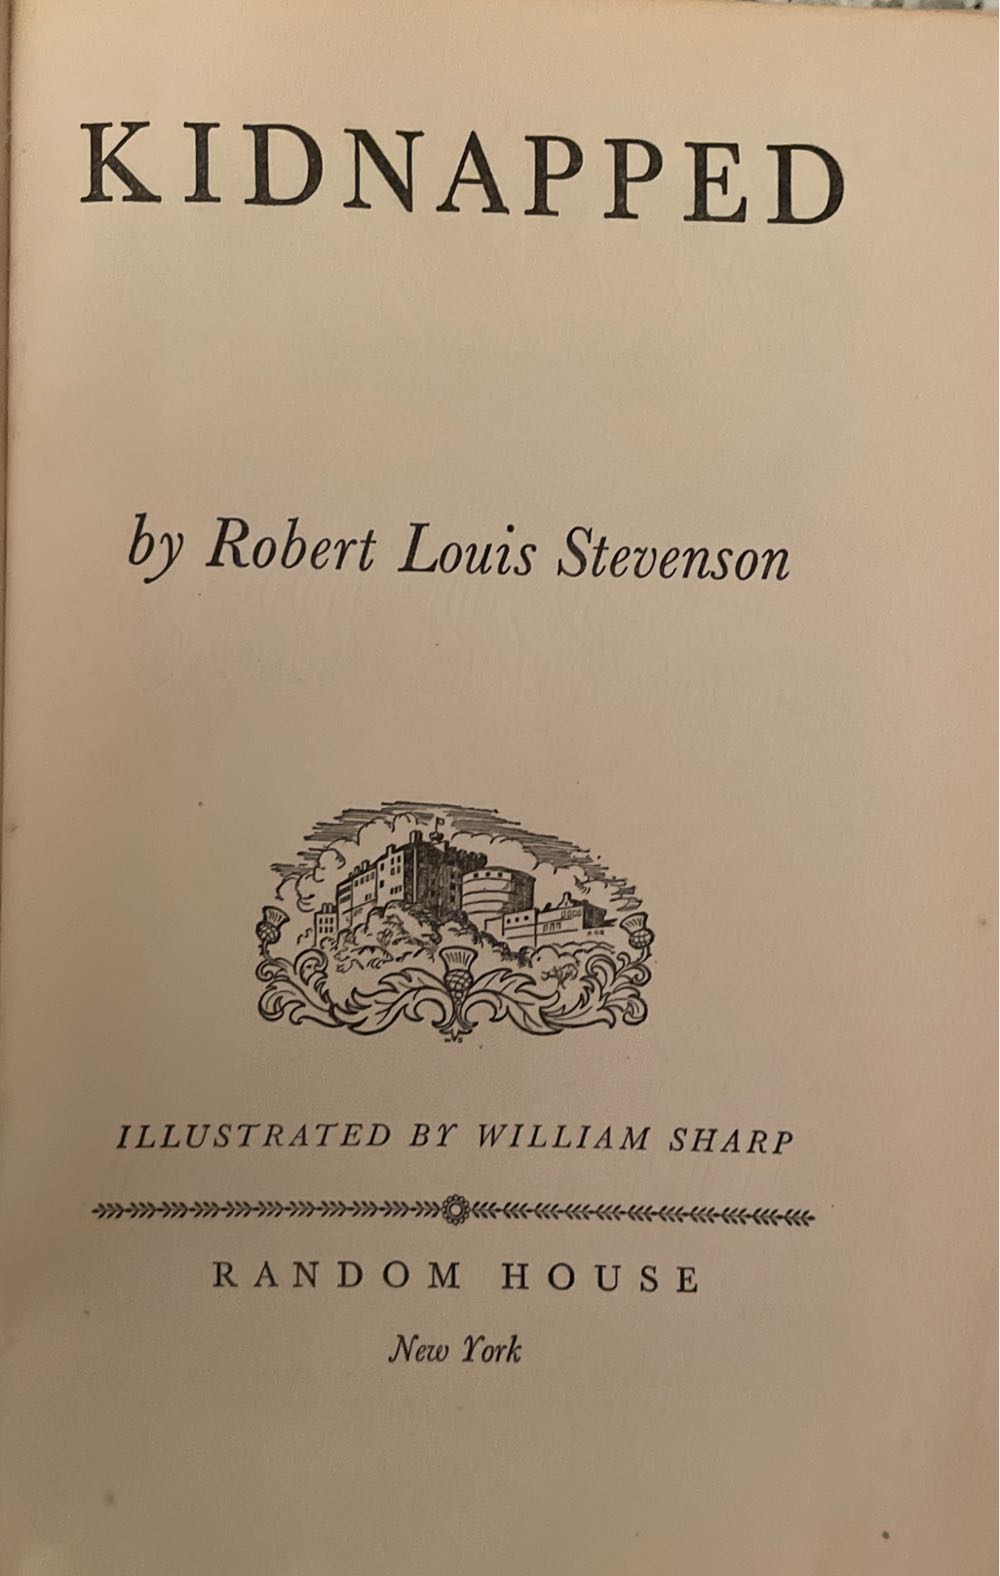 KIDNAPPED
by Robert Louis Stevenson
ILLUSTRATED BY WILLIAM SHARP
RANDOM HOUSE
New York